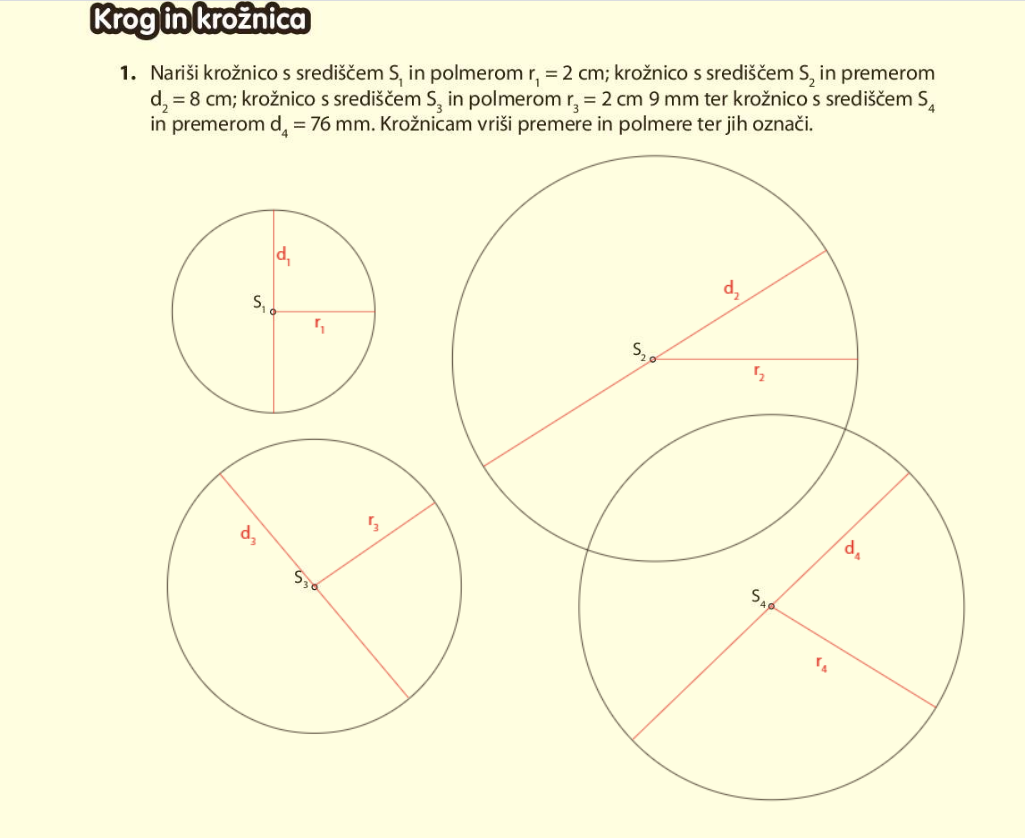 Krog in krožnica
1. Nariši krožnico s središčem S₁ in polmerom r₁ = 2 cm; krožnico s središčem S₂ in premerom
d₂ = 8 cm; krožnico s središčem S₃ in polmerom r₃ = 2 cm 9 mm ter krožnico s središčem S₄
in premerom d₄ = 76 mm. Krožnicam vriši premere in polmere ter jih označi.
d₁
S₁
r₁
d₂
S₂
r₂
d₃
r₃
S₃
d₄
S₄
r₄